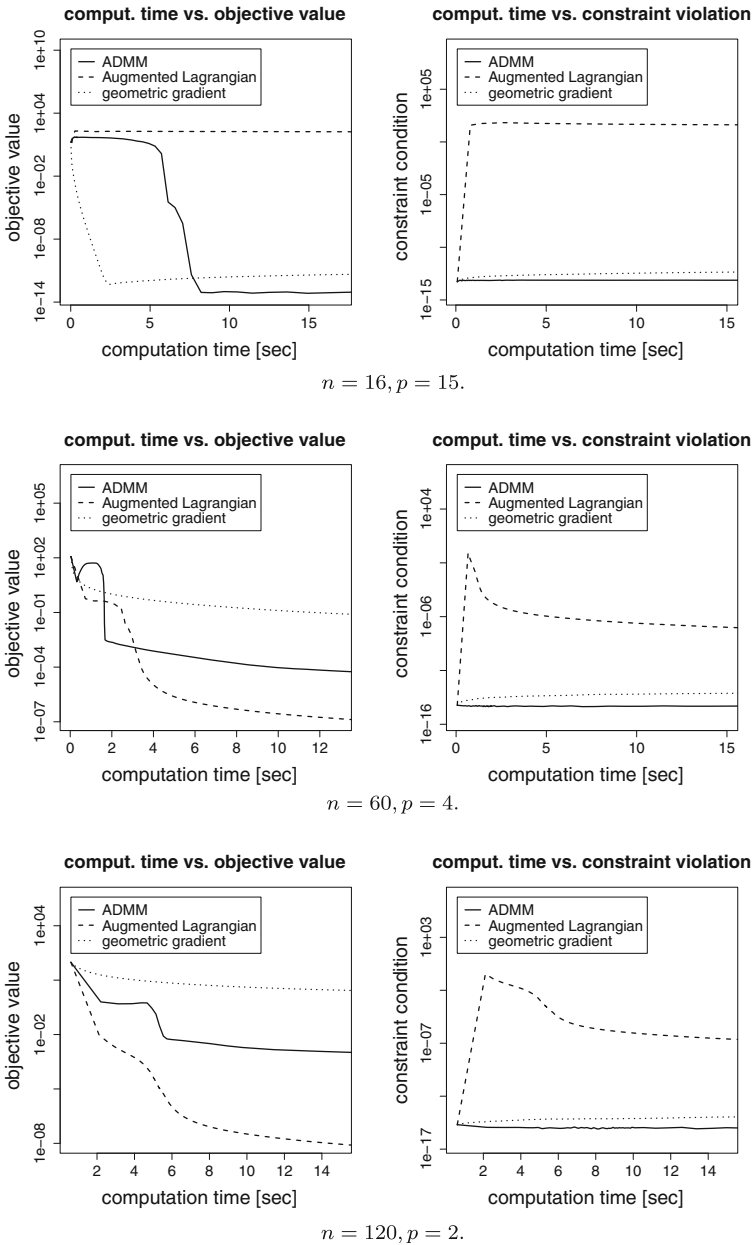 comput. time vs. objective value
1e+10
1e+04
1e−02
1e−08
1e−14
objective value
ADMM
Augmented Lagrangian
geometric gradient
0 5 10 15
computation time [sec]
comput. time vs. constraint violation
1e+05
1e−05
1e−15
constraint condition
ADMM
Augmented Lagrangian
geometric gradient
0 5 10 15
computation time [sec]
n = 16, p = 15.
comput. time vs. objective value
1e+05
1e+02
1e−01
1e−04
1e−07
objective value
ADMM
Augmented Lagrangian
geometric gradient
0 2 4 6 8 10 12
computation time [sec]
comput. time vs. constraint violation
1e+04
1e−06
1e−16
constraint condition
ADMM
Augmented Lagrangian
geometric gradient
0 5 10 15
computation time [sec]
n = 60, p = 4.
comput. time vs. objective value
1e+04
1e−02
1e−08
objective value
ADMM
Augmented Lagrangian
geometric gradient
2 4 6 8 10 12 14
computation time [sec]
comput. time vs. constraint violation
1e+03
1e−07
1e−17
constraint condition
ADMM
Augmented Lagrangian
geometric gradient
2 4 6 8 10 12 14
computation time [sec]
n = 120, p = 2.